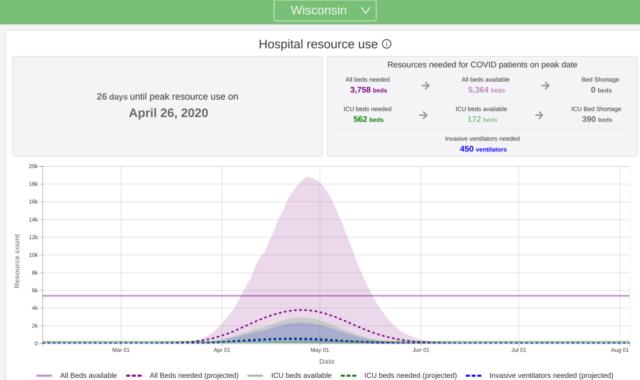 Wisconsin
Hospital resource use
26 days until peak resource use on
April 26, 2020
Resources needed for COVID patients on peak date
All beds needed
3,758 beds
All beds available
5,364 beds
Bed Shortage
0 beds
ICU beds needed
562 beds
ICU beds available
172 beds
ICU Bed Shortage
390 beds
Invasive ventilators needed
450 ventilators
Resource count
20k
18k
16k
14k
12k
10k
8k
6k
4k
2k
0
Mar 01
Apr 01
May 01
Jun 01
Jul 01
Aug 01
Date
All Beds available
All Beds needed (projected)
ICU beds available
ICU beds needed (projected)
Invasive ventilators needed (projected)